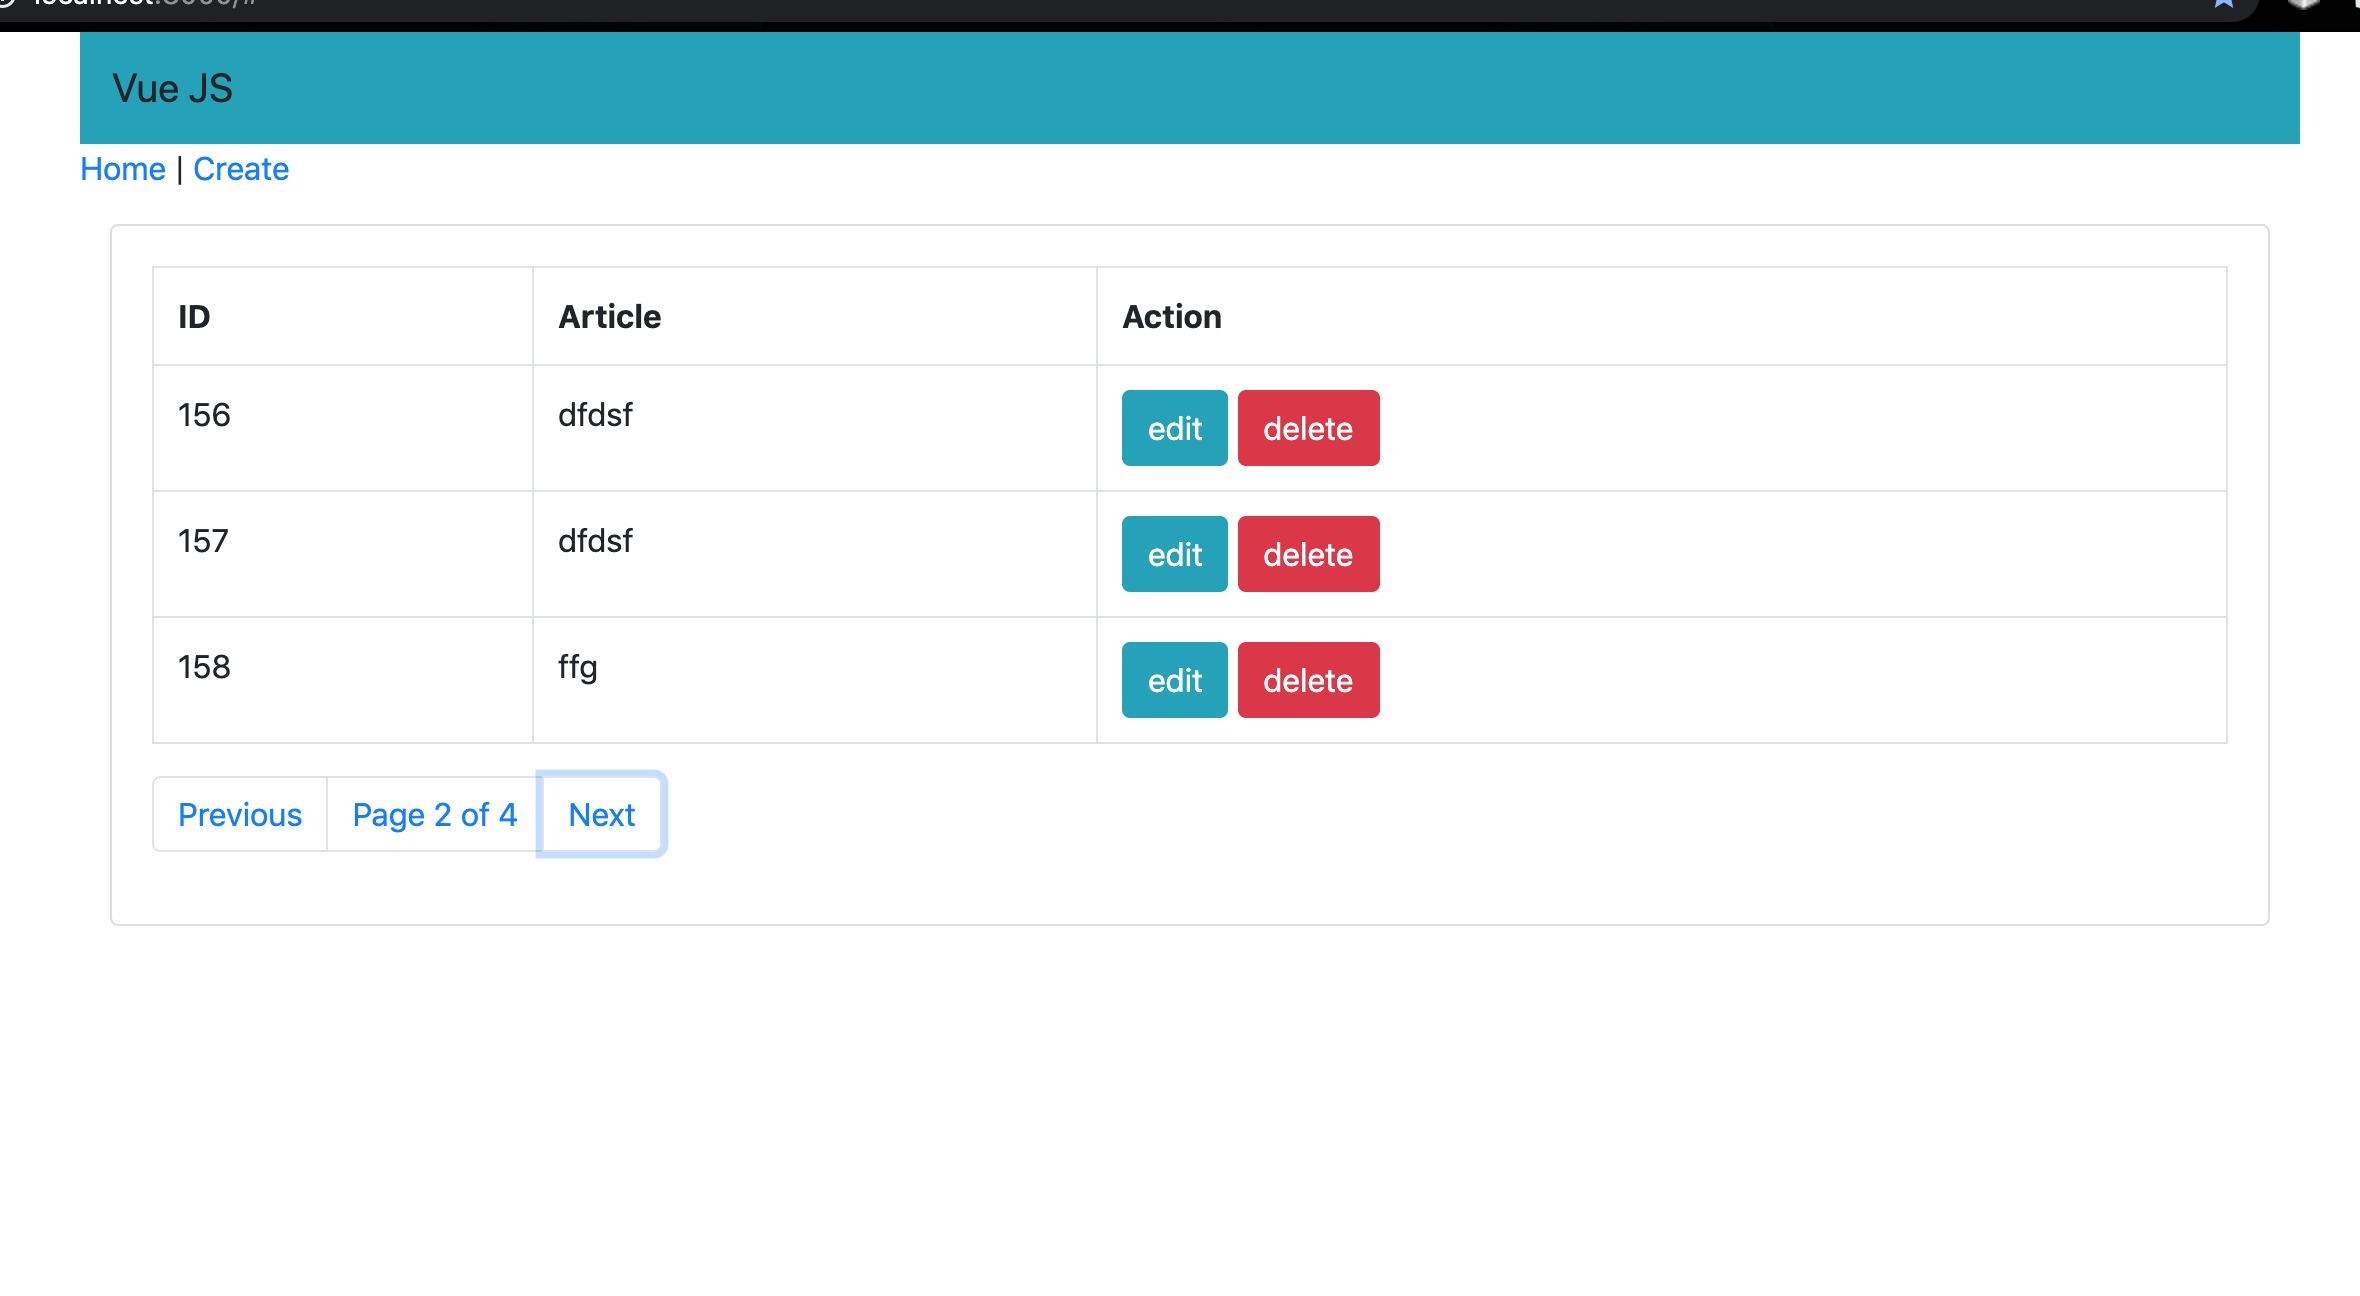 Vue JS
Home | Create
ID Article Action
156 dfdsf edit delete
157 dfdsf edit delete
158 ffg edit delete
Previous Page 2 of 4 Next